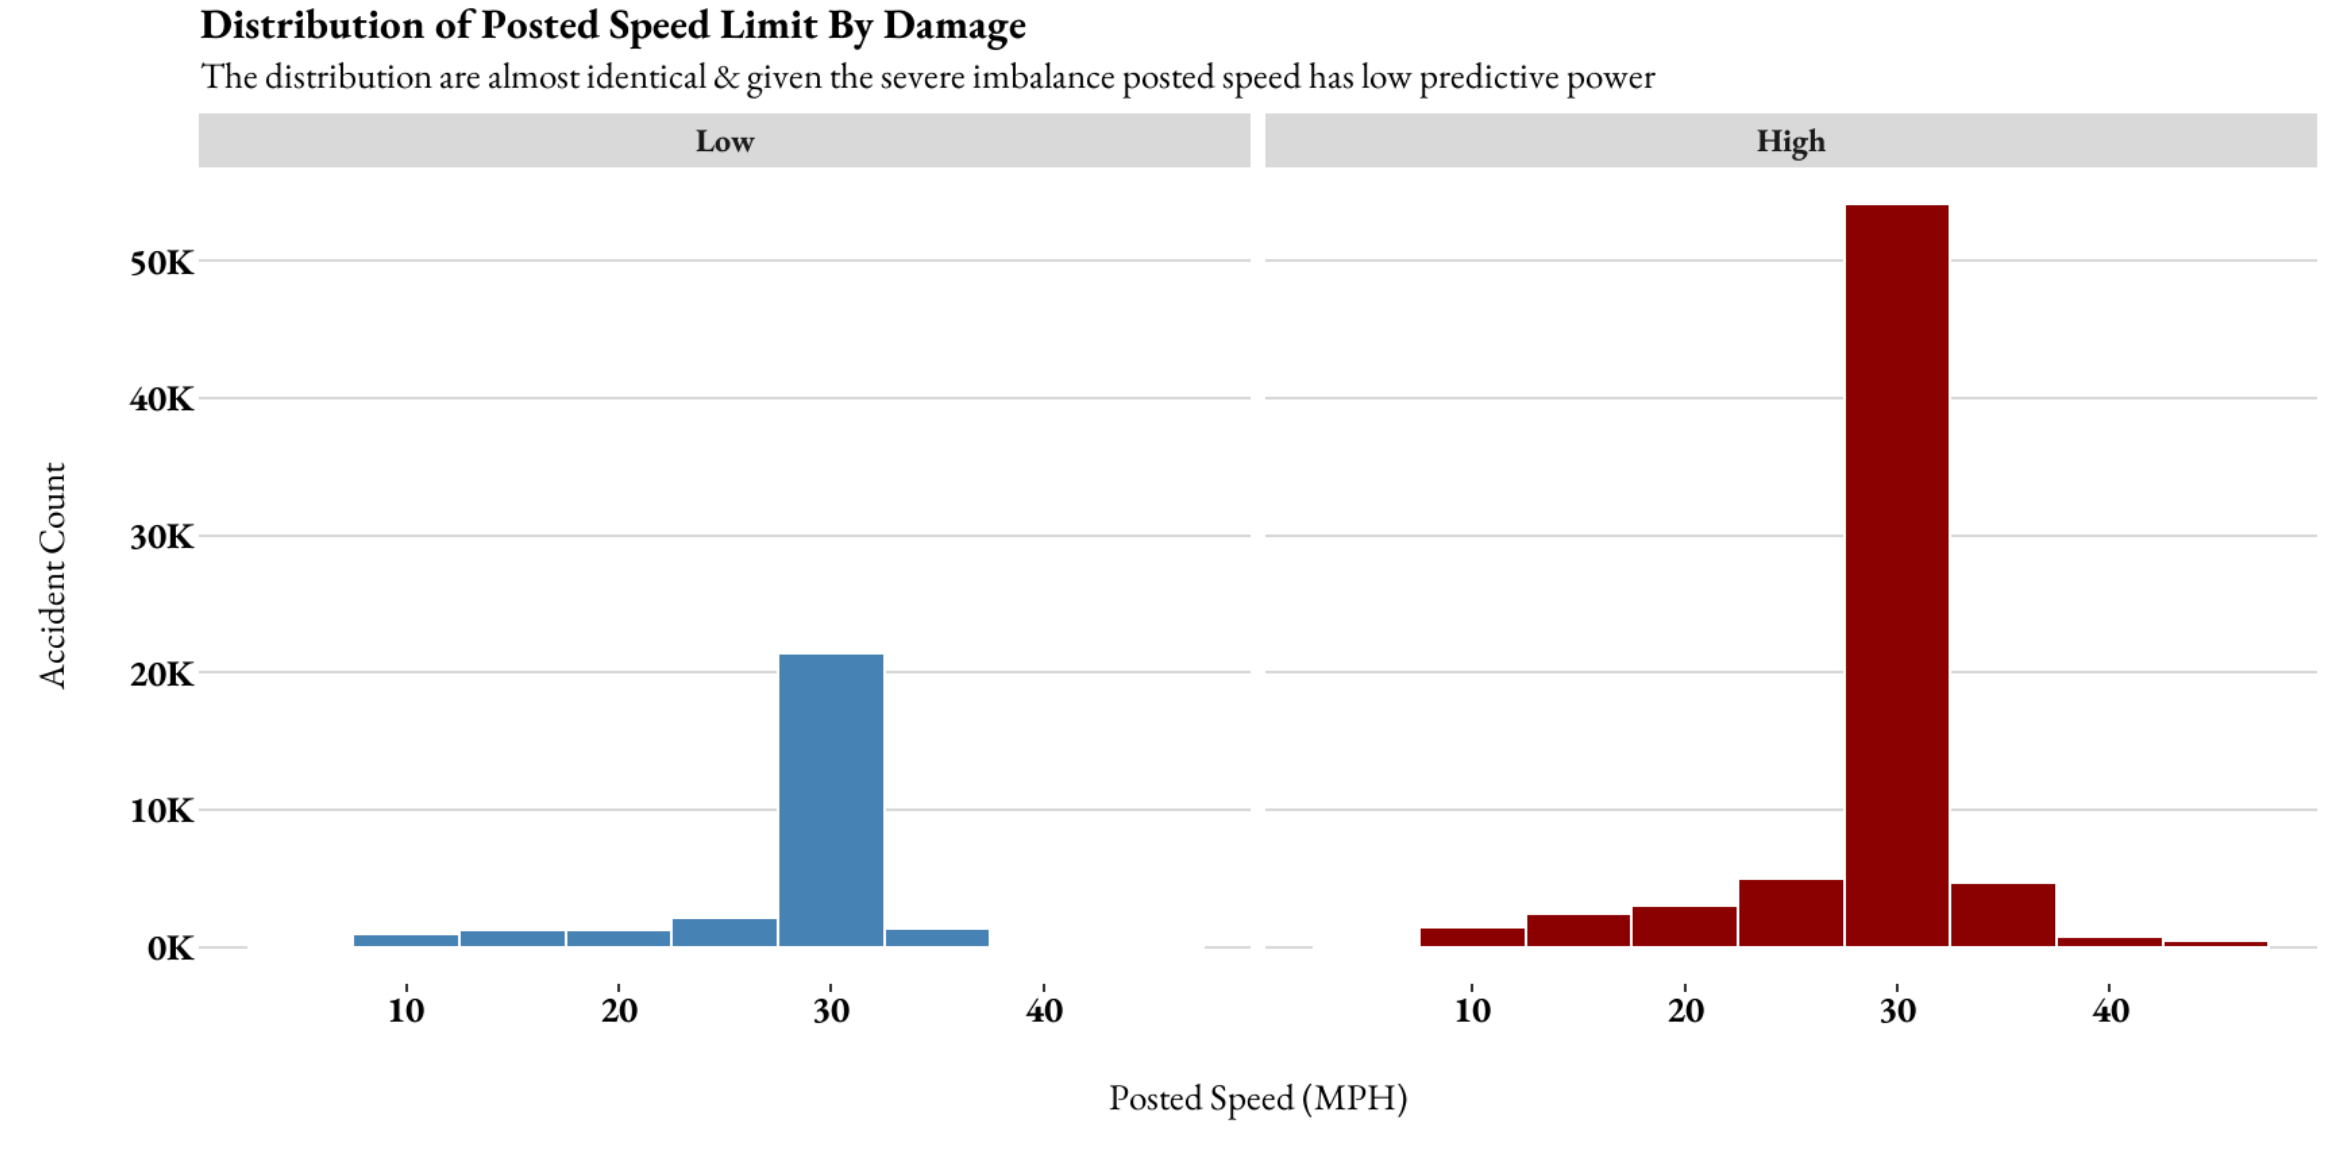 Distribution of Posted Speed Limit By Damage
The distribution are almost identical & given the severe imbalance posted speed has low predictive power
Low
High
50K
40K
30K
20K
10K
0K
Accident Count
10 20 30 40
10 20 30 40
Posted Speed (MPH)